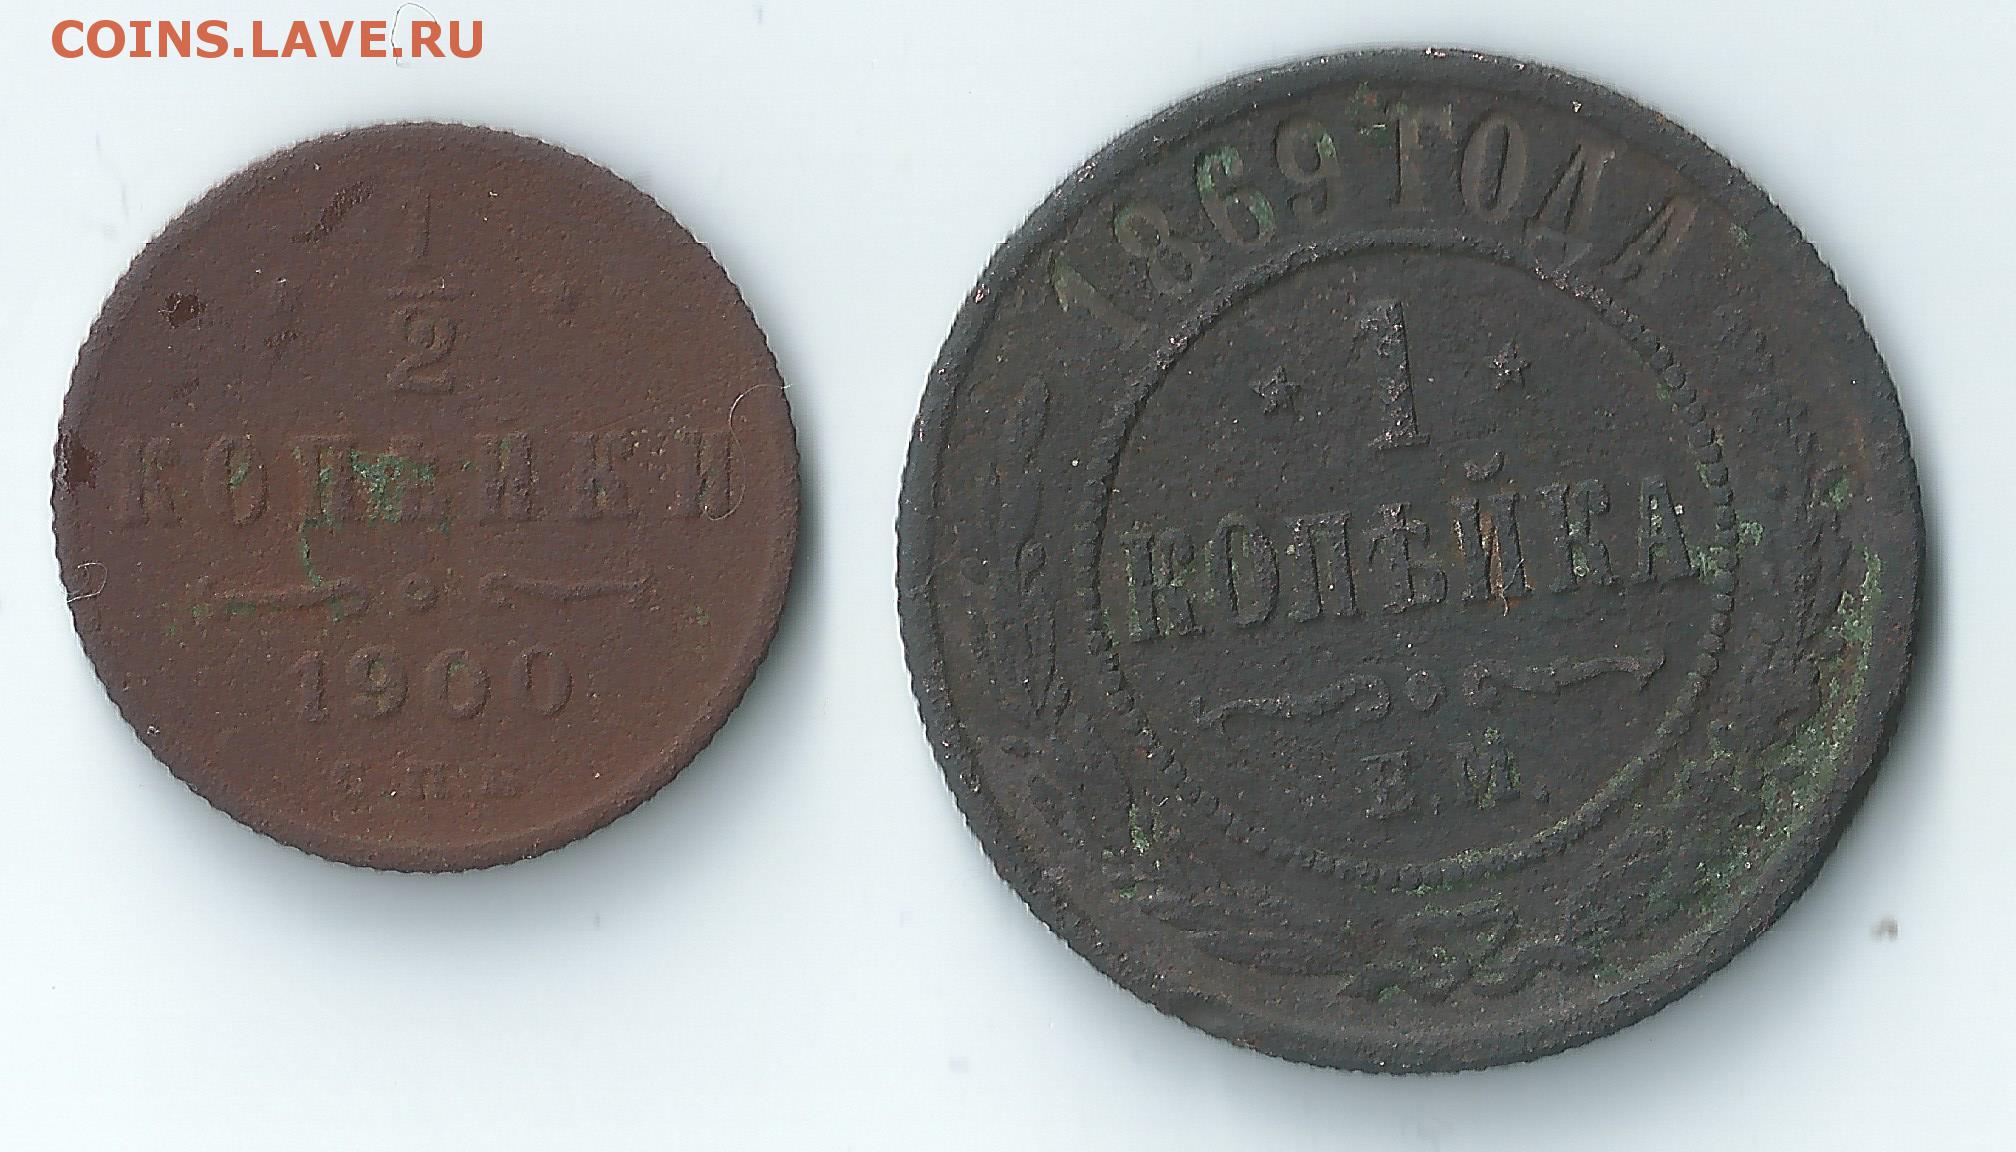 COINS.LAVE.RU
1
2
КОПѢЙКИ
1900
С.П.Б.
1869 ГОДА
1
КОПѢЙКА
Е.М.